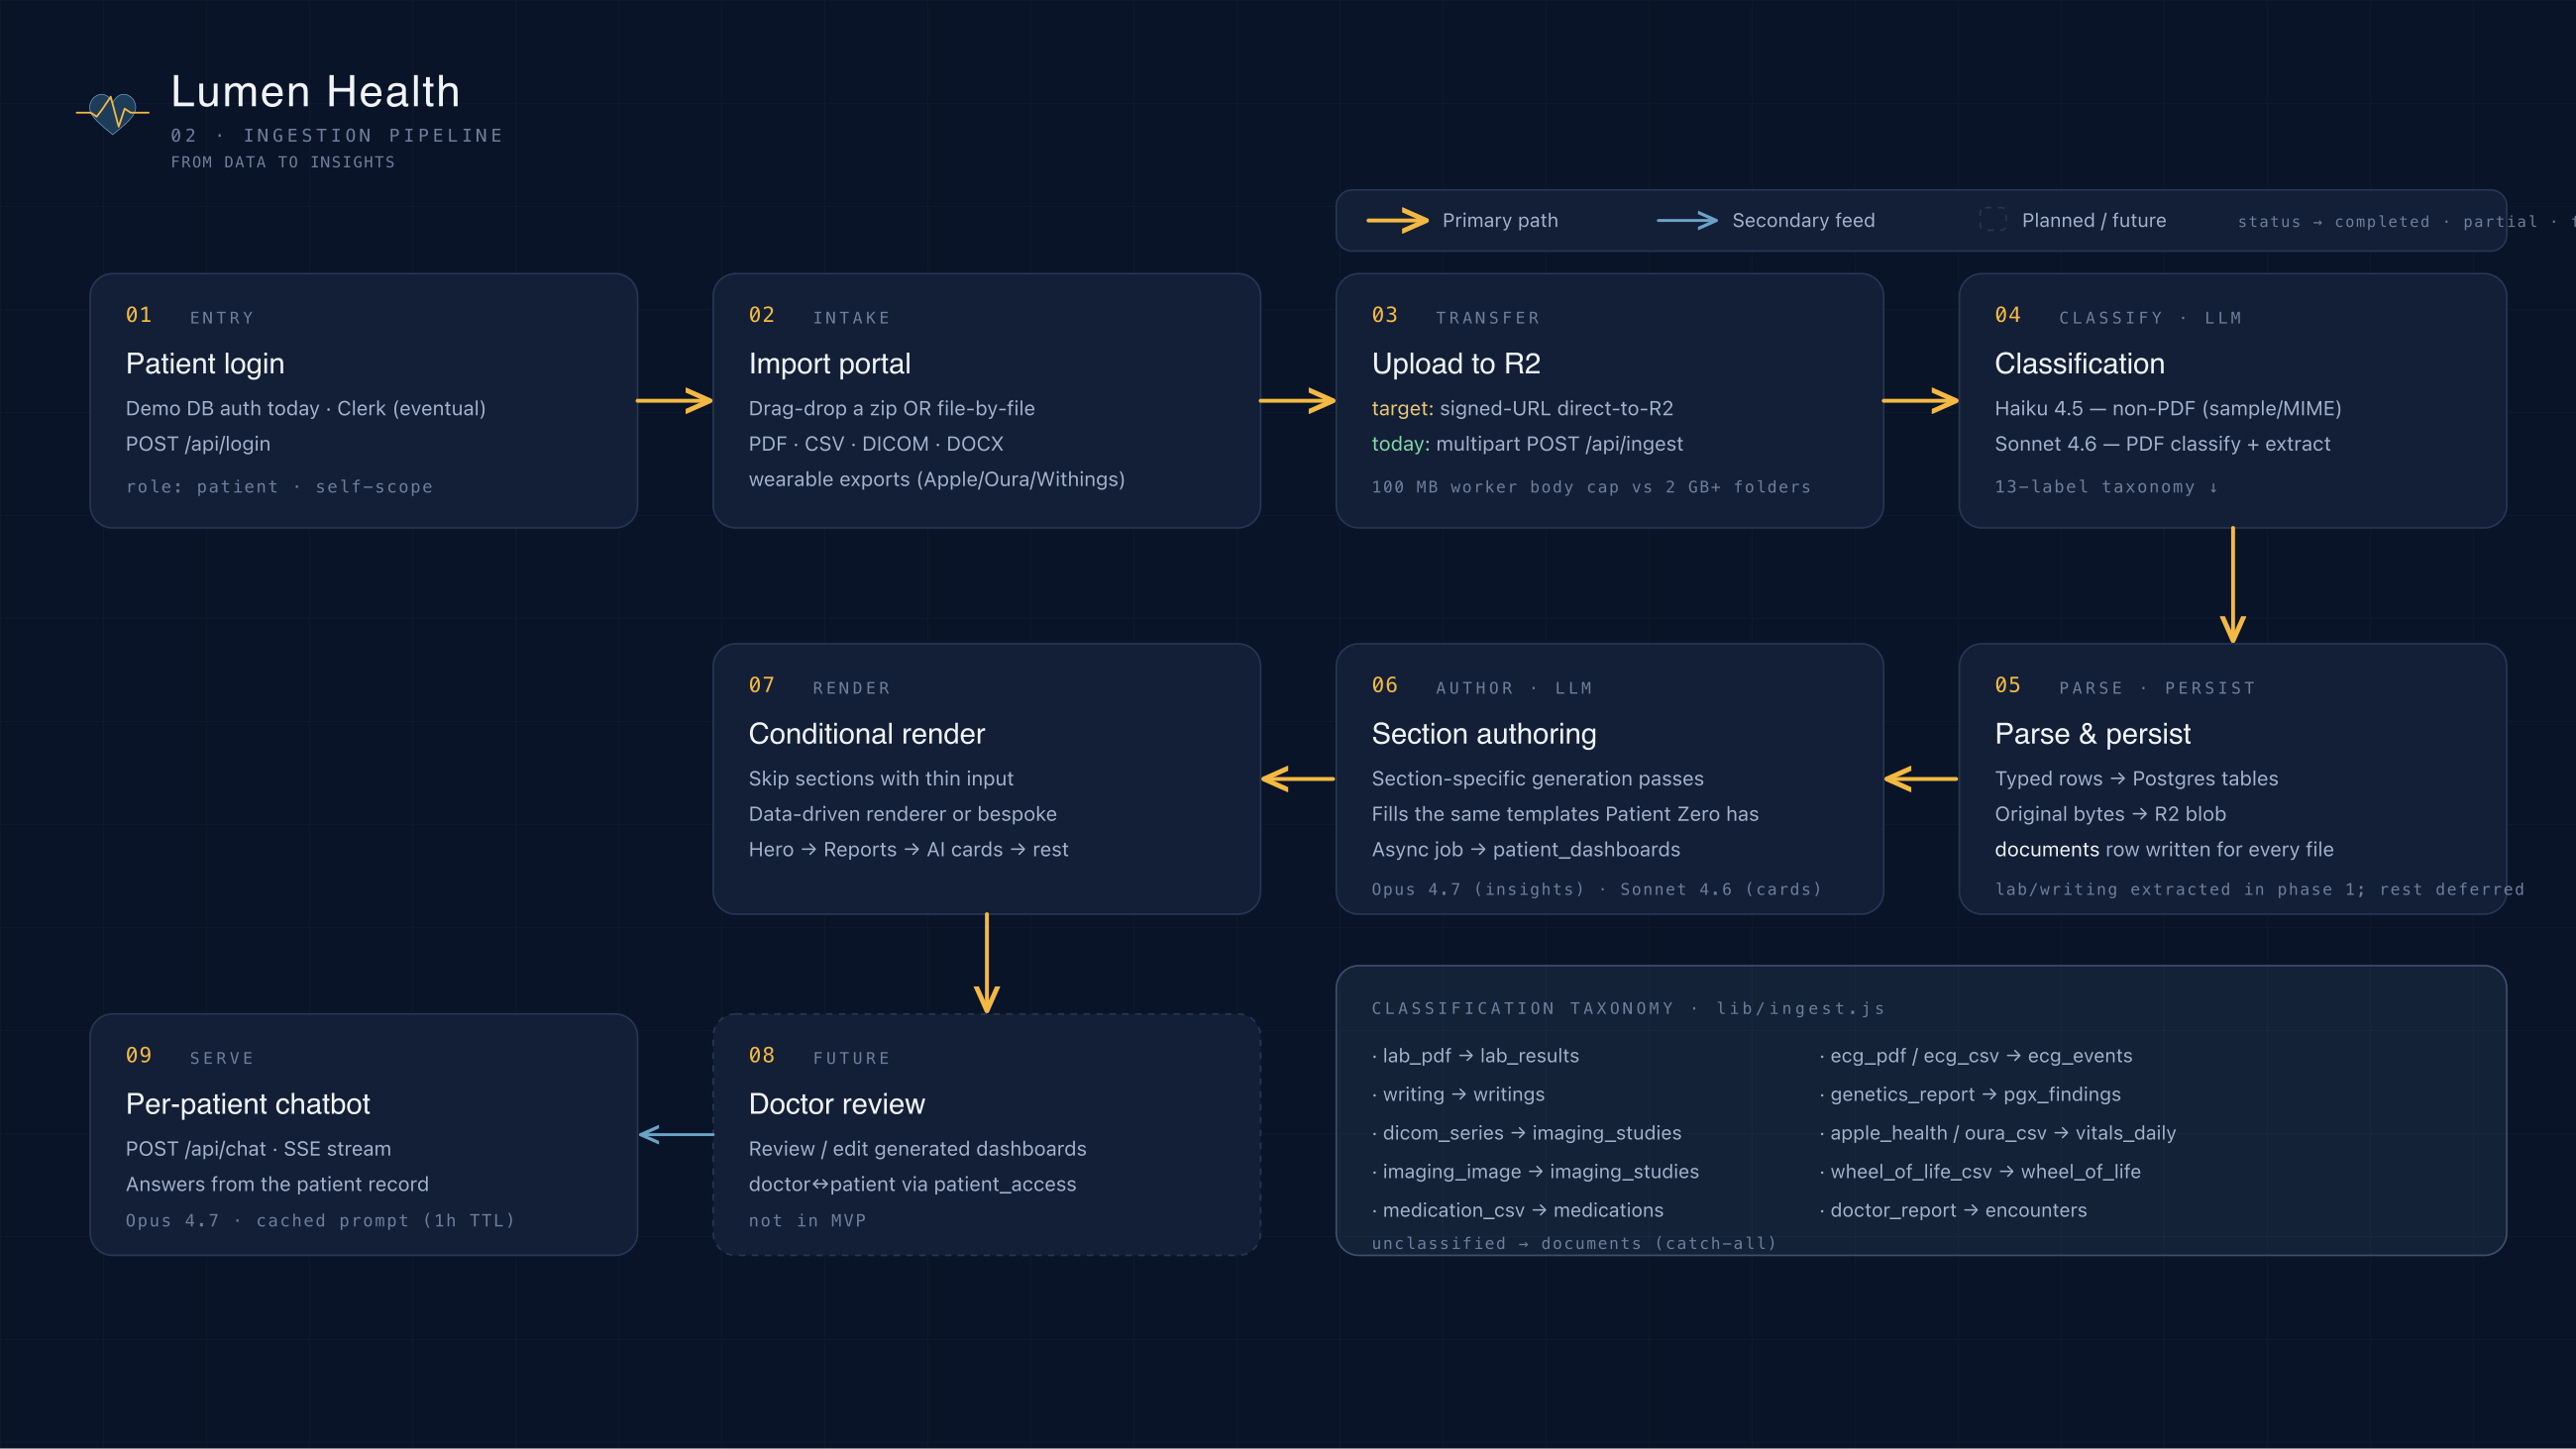 Lumen Health
02 · INGESTION PIPELINE
FROM DATA TO INSIGHTS
Primary path
Secondary feed
Planned / future
status → completed · partial ·
01 ENTRY
Patient login
Demo DB auth today · Clerk (eventual)
POST /api/login
role: patient · self-scope
02 INTAKE
Import portal
Drag-drop a zip OR file-by-file
PDF · CSV · DICOM · DOCX
wearable exports (Apple/Oura/Withings)
03 TRANSFER
Upload to R2
target: signed-URL direct-to-R2
today: multipart POST /api/ingest
100 MB worker body cap vs 2 GB+ folders
04 CLASSIFY · LLM
Classification
Haiku 4.5 — non-PDF (sample/MIME)
Sonnet 4.6 — PDF classify + extract
13-label taxonomy ↓
05 PARSE · PERSIST
Parse & persist
Typed rows → Postgres tables
Original bytes → R2 blob
documents row written for every file
lab/writing extracted in phase 1; rest deferred
06 AUTHOR · LLM
Section authoring
Section-specific generation passes
Fills the same templates Patient Zero has
Async job → patient_dashboards
Opus 4.7 (insights) · Sonnet 4.6 (cards)
07 RENDER
Conditional render
Skip sections with thin input
Data-driven renderer or bespoke
Hero → Reports → AI cards → rest
08 FUTURE
Doctor review
Review / edit generated dashboards
doctor↔patient via patient_access
not in MVP
09 SERVE
Per-patient chatbot
POST /api/chat · SSE stream
Answers from the patient record
Opus 4.7 · cached prompt (1h TTL)
CLASSIFICATION TAXONOMY · lib/ingest.js
· lab_pdf → lab_results
· writing → writings
· dicom_series → imaging_studies
· imaging_image → imaging_studies
· medication_csv → medications
· ecg_pdf / ecg_csv → ecg_events
· genetics_report → pgx_findings
· apple_health / oura_csv → vitals_daily
· wheel_of_life_csv → wheel_of_life
· doctor_report → encounters
unclassified → documents (catch-all)